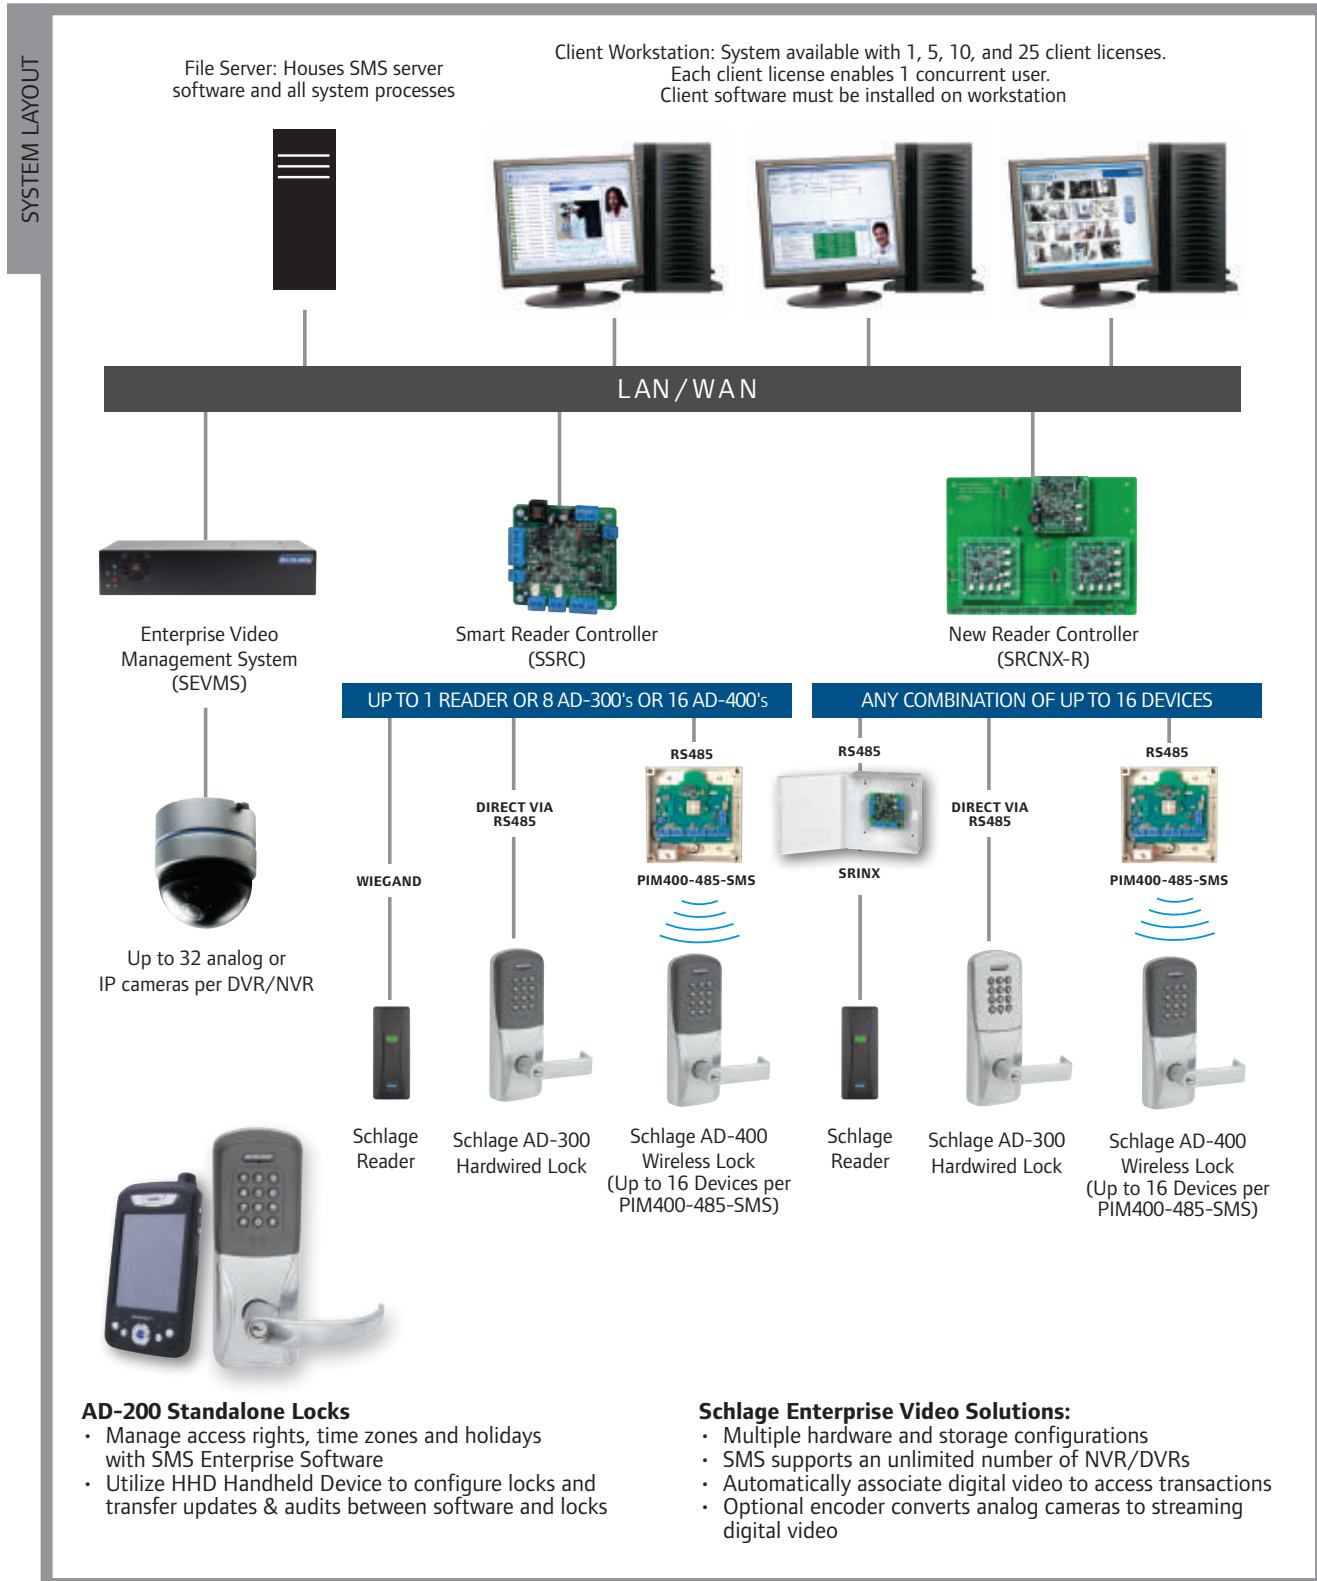 SYSTEM LAYOUT
File Server: Houses SMS server
software and all system processes
Client Workstation: System available with 1, 5, 10, and 25 client licenses.
Each client license enables 1 concurrent user.
Client software must be installed on workstation
LAN/WAN
Enterprise Video
Management System
(SEVMS)
Smart Reader Controller
(SSRC)
New Reader Controller
(SRCNX-R)
UP TO 1 READER OR 8 AD-300's OR 16 AD-400's
ANY COMBINATION OF UP TO 16 DEVICES
WIEGAND
DIRECT VIA
RS485
RS485
PIM400-485-SMS
RS485
SRINX
DIRECT VIA
RS485
RS485
PIM400-485-SMS
Up to 32 analog or
IP cameras per DVR/NVR
Schlage
Reader
Schlage AD-300
Hardwired Lock
Schlage AD-400
Wireless Lock
(Up to 16 Devices per
PIM400-485-SMS)
Schlage
Reader
Schlage AD-300
Hardwired Lock
Schlage AD-400
Wireless Lock
(Up to 16 Devices per
PIM400-485-SMS)
AD-200 Standalone Locks
· Manage access rights, time zones and holidays
with SMS Enterprise Software
· Utilize HHD Handheld Device to configure locks and
transfer updates & audits between software and locks
Schlage Enterprise Video Solutions:
· Multiple hardware and storage configurations
· SMS supports an unlimited number of NVR/DVRs
· Automatically associate digital video to access transactions
· Optional encoder converts analog cameras to streaming
digital video